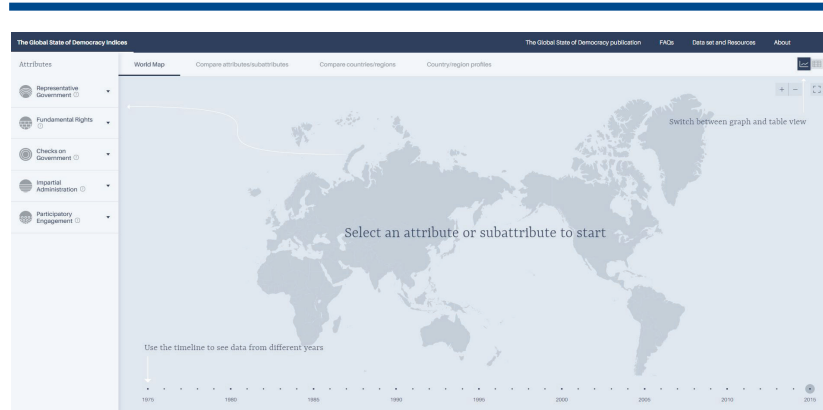 The Global State of Democracy Indices
The Global State of Democracy publication
FAQs
Data set and Resources
About
Attributes
World Map
Compare attributes/subattributes
Compare countries/regions
Country/region profiles
Representative
Government
Fundamental Rights
Checks on
Government
Impartial
Administration
Participatory
Engagement
+ −
Switch between graph and table view
Select an attribute or subattribute to start
Use the timeline to see data from different years
1975 1980 1985 1990 1995 2000 2005 2010 2015